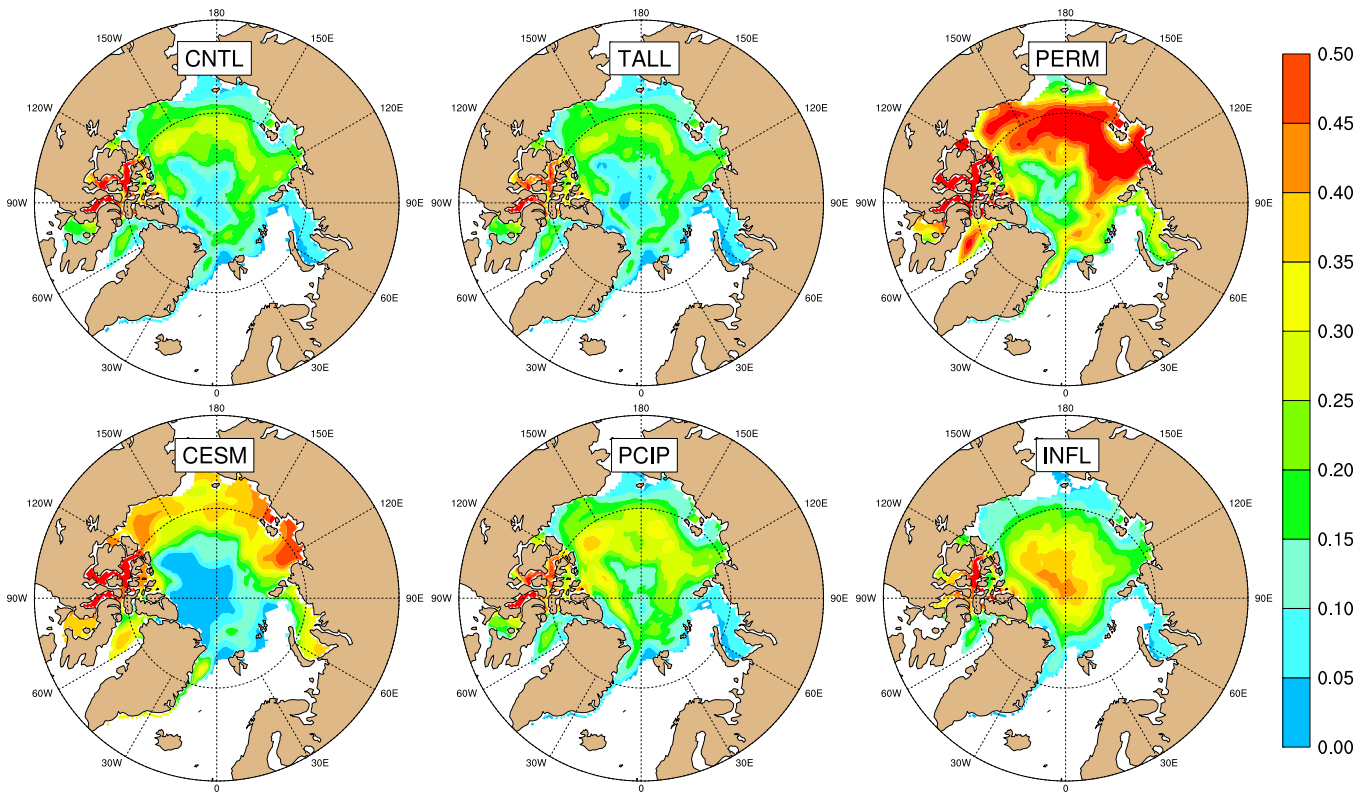 180
150W
150E
CNTL
120W
120E
90W
90E
60W
60E
30W
30E
0
180
150W
150E
TALL
120W
120E
90W
90E
60W
60E
30W
30E
0
180
150W
150E
PERM
120W
120E
90W
90E
60W
60E
30W
30E
0
180
150W
150E
CESM
120W
120E
90W
90E
60W
60E
30W
30E
0
180
150W
150E
PCIP
120W
120E
90W
90E
60W
60E
30W
30E
0
180
150W
150E
INFL
120W
120E
90W
90E
60W
60E
30W
30E
0
0.50
0.45
0.40
0.35
0.30
0.25
0.20
0.15
0.10
0.05
0.00